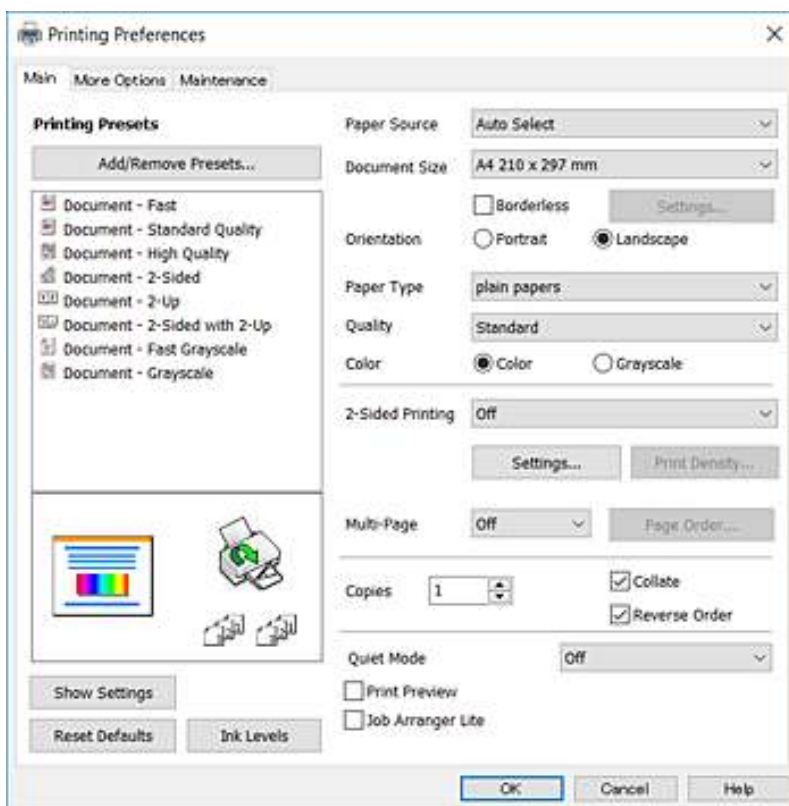 Printing Preferences
Main More Options Maintenance
Printing Presets
Add/Remove Presets...
Document - Fast
Document - Standard Quality
Document - High Quality
Document - 2-Sided
Document - 2-Up
Document - 2-Sided with 2-Up
Document - Fast Grayscale
Document - Grayscale
Show Settings
Reset Defaults Ink Levels
Paper Source Auto Select
Document Size A4 210 x 297 mm
Borderless Settings...
Orientation Portrait Landscape
Paper Type plain papers
Quality Standard
Color Color Grayscale
2-Sided Printing Off
Settings... Print Density...
Multi-Page Off Page Order...
Copies 1 Collate
Reverse Order
Quiet Mode Off
Print Preview
Job Arranger Lite
OK Cancel Help